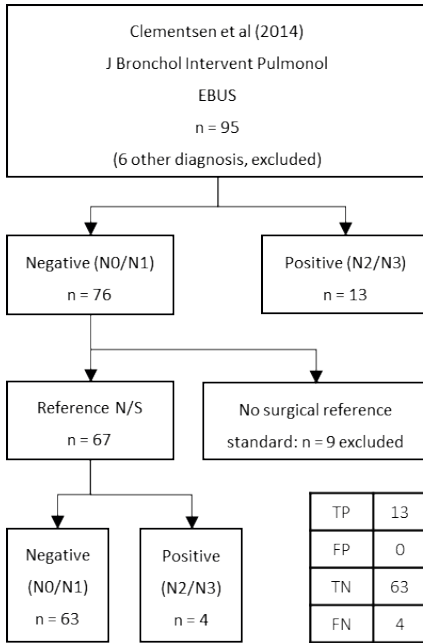 Clementsen et al (2014)
J Bronchol Intervent Pulmonol
EBUS
n = 95
(6 other diagnosis, excluded)
Negative (N0/N1)
n = 76
Positive (N2/N3)
n = 13
Reference N/S
n = 67
No surgical reference
standard: n = 9 excluded
Negative
(N0/N1)
n = 63
Positive
(N2/N3)
n = 4
TP 13
FP 0
TN 63
FN 4